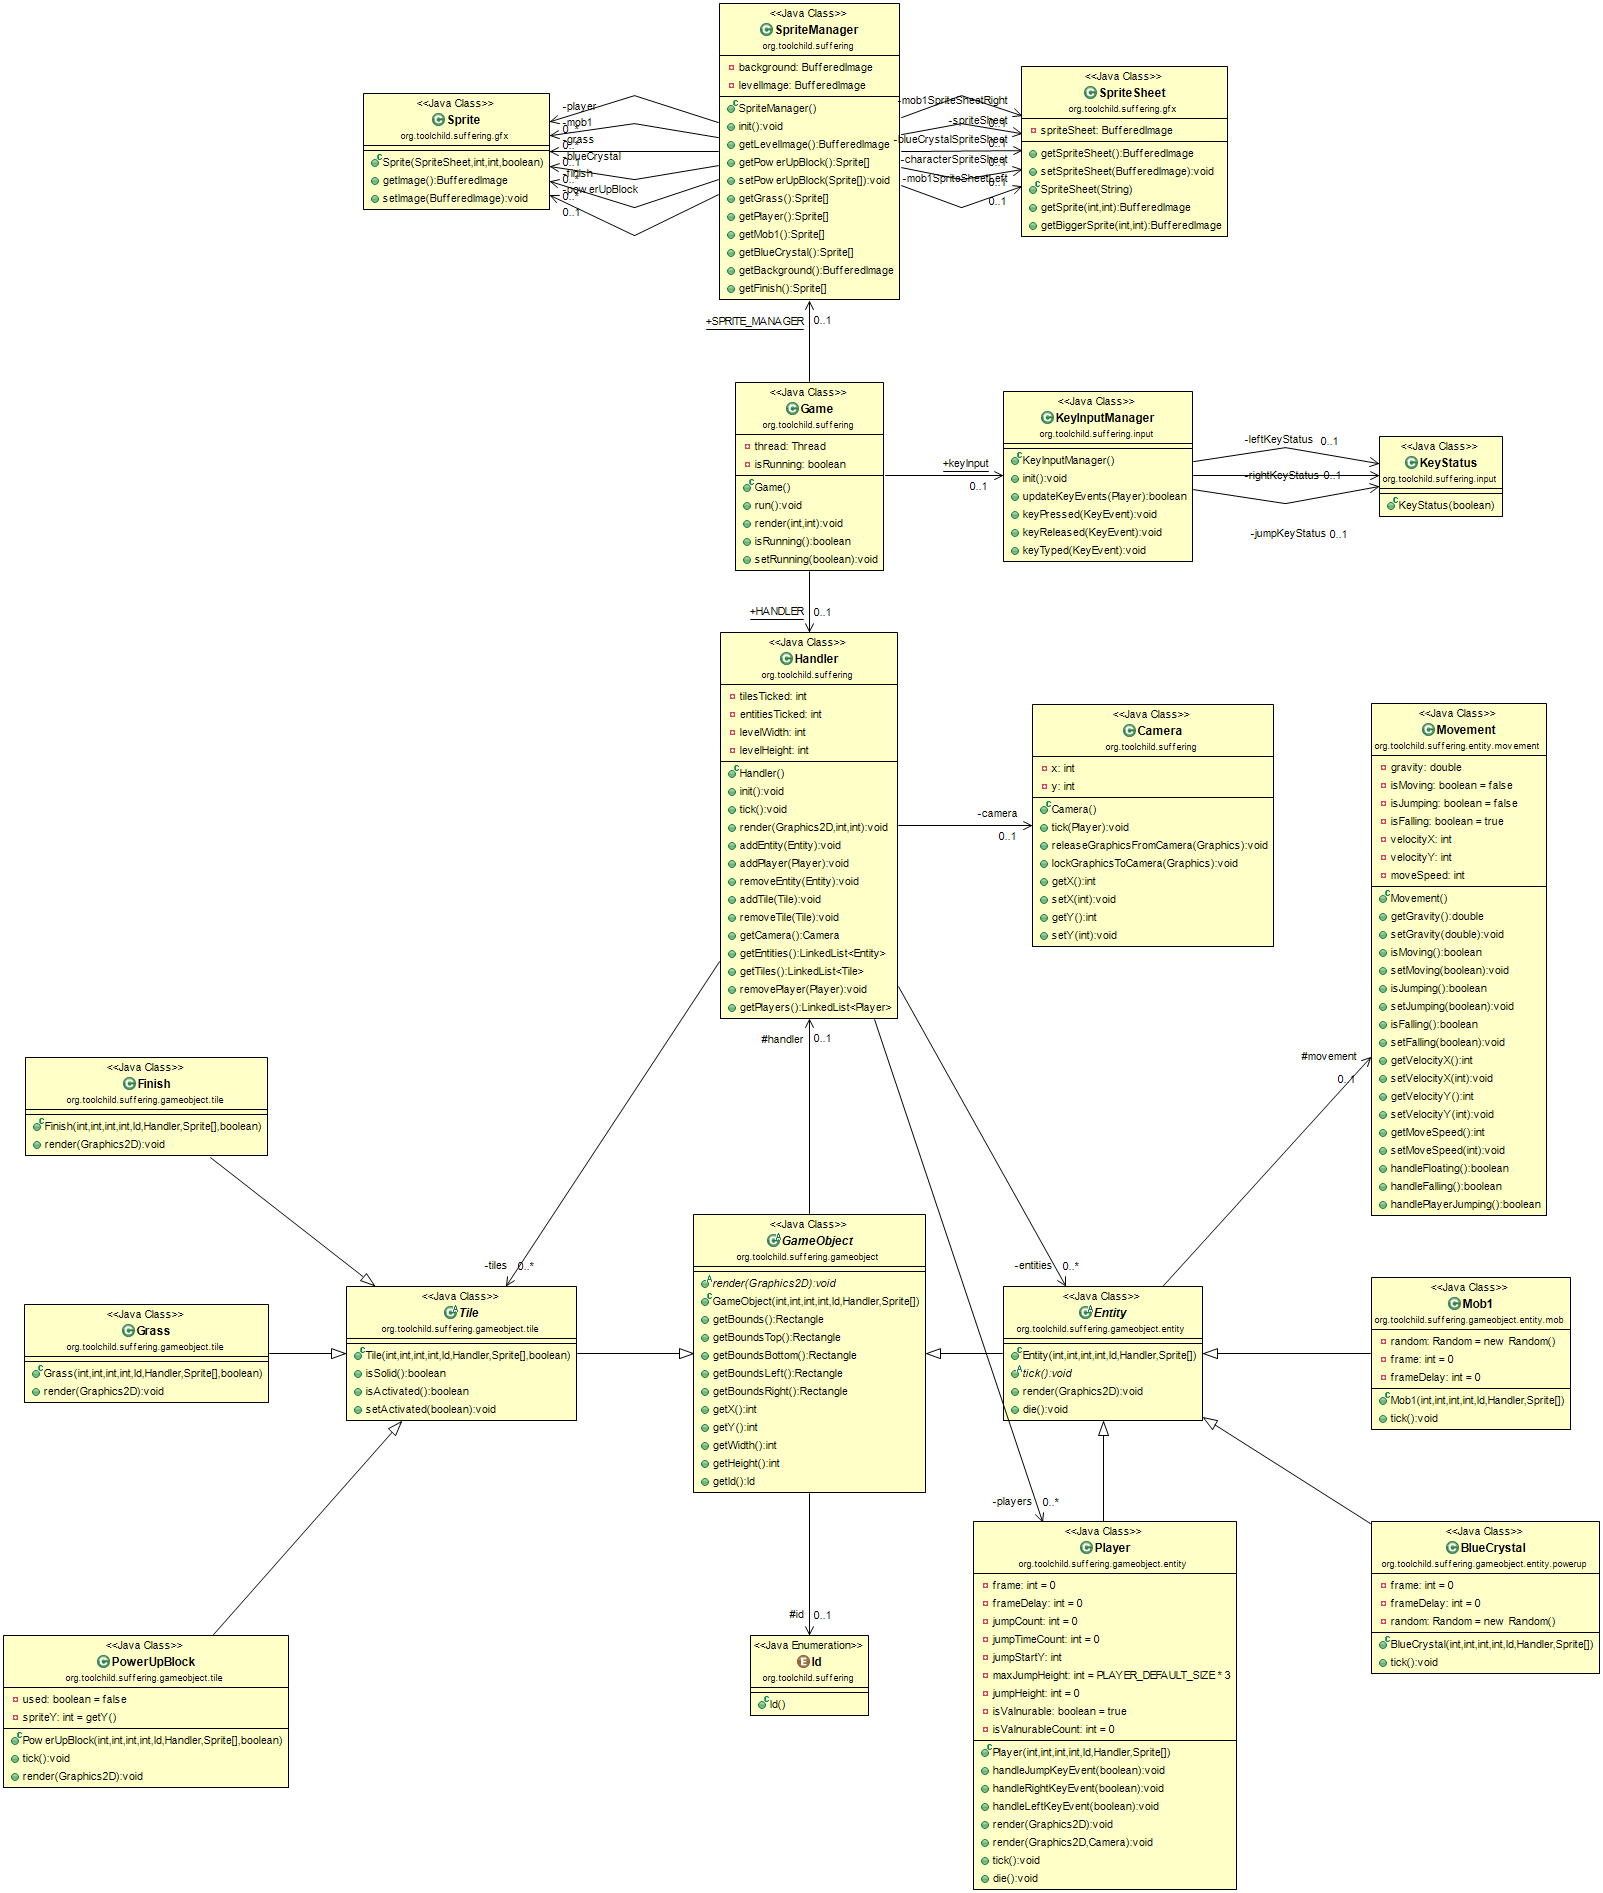 <<Java Class>>
SpriteManager
org.toolchild.suffering
background: BufferedImage
levelImage: BufferedImage
SpriteManager()
init():void
getLevelImage():BufferedImage
getPowerUpBlock():Sprite[]
setPowerUpBlock(Sprite[]):void
getGrass():Sprite[]
getPlayer():Sprite[]
getMob1():Sprite[]
getBlueCrystal():Sprite[]
getBackground():BufferedImage
getFinish():Sprite[]
<<Java Class>>
Sprite
org.toolchild.suffering.gfx
Sprite(SpriteSheet,int,int,boolean)
getImage():BufferedImage
setImage(BufferedImage):void
-player
-mob1
0..*
-grass
-blueCrystal
0..1
-finish
-powerUpBlock
0..*
0..1
-mob1SpriteSheetRight
-spriteSheet
0..1
-blueCrystalSpriteSheet
0..1
-characterSpriteSheet
0..1
-mob1SpriteSheetLeft
0..1
0..1
<<Java Class>>
SpriteSheet
org.toolchild.suffering.gfx
spriteSheet: BufferedImage
getSpriteSheet():BufferedImage
setSpriteSheet(BufferedImage):void
SpriteSheet(String)
getSprite(int,int):BufferedImage
getBiggerSprite(int,int):BufferedImage
+SPRITE_MANAGER
0..1
<<Java Class>>
Game
org.toolchild.suffering
thread: Thread
isRunning: boolean
Game()
run():void
render(int,int):void
isRunning():boolean
setRunning(boolean):void
+keyInput
0..1
<<Java Class>>
KeyInputManager
org.toolchild.suffering.input
KeyInputManager()
init():void
updateKeyEvents(Player):boolean
keyPressed(KeyEvent):void
keyReleased(KeyEvent):void
keyTyped(KeyEvent):void
-leftKeyStatus 0..1
-rightKeyStatus 0..1
-jumpKeyStatus 0..1
<<Java Class>>
KeyStatus
org.toolchild.suffering.input
KeyStatus(boolean)
+HANDLER
0..1
<<Java Class>>
Handler
org.toolchild.suffering
tilesTicked: int
entitiesTicked: int
levelWidth: int
levelHeight: int
Handler()
init():void
tick():void
render(Graphics2D,int,int):void
addEntity(Entity):void
addPlayer(Player):void
removeEntity(Entity):void
addTile(Tile):void
removeTile(Tile):void
getCamera():Camera
getEntities():LinkedList<Entity>
getTiles():LinkedList<Tile>
removePlayer(Player):void
getPlayers():LinkedList<Player>
-camera
0..1
<<Java Class>>
Camera
org.toolchild.suffering
x: int
y: int
Camera()
tick(Player):void
releaseGraphicsFromCamera(Graphics):void
lockGraphicsToCamera(Graphics):void
getX():int
setX(int):void
getY():int
setY(int):void
<<Java Class>>
Movement
org.toolchild.suffering.entity.movement
gravity: double
isMoving: boolean = false
isJumping: boolean = false
isFalling: boolean = true
velocityX: int
velocityY: int
moveSpeed: int
Movement()
getGravity():double
setGravity(double):void
isMoving():boolean
setMoving(boolean):void
isJumping():boolean
setJumping(boolean):void
isFalling():boolean
setFalling(boolean):void
getVelocityX():int
setVelocityX(int):void
getVelocityY():int
setVelocityY(int):void
getMoveSpeed():int
setMoveSpeed(int):void
handleFloating():boolean
handleFalling():boolean
handlePlayerJumping():boolean
#handler
0..1
#movement
0..1
<<Java Class>>
Finish
org.toolchild.suffering.gameobject.tile
Finish(int,int,int,int,Id,Handler,Sprite[],boolean)
render(Graphics2D):void
-tiles 0..*
-entities 0..*
<<Java Class>>
Grass
org.toolchild.suffering.gameobject.tile
Grass(int,int,int,int,Id,Handler,Sprite[],boolean)
render(Graphics2D):void
<<Java Class>>
Tile
org.toolchild.suffering.gameobject.tile
Tile(int,int,int,int,Id,Handler,Sprite[],boolean)
isSolid():boolean
isActivated():boolean
setActivated(boolean):void
<<Java Class>>
GameObject
org.toolchild.suffering.gameobject
render(Graphics2D):void
GameObject(int,int,int,int,Id,Handler,Sprite[])
getBounds():Rectangle
getBoundsTop():Rectangle
getBoundsBottom():Rectangle
getBoundsLeft():Rectangle
getBoundsRight():Rectangle
getX():int
getY():int
getWidth():int
getHeight():int
getId():Id
<<Java Class>>
Entity
org.toolchild.suffering.gameobject.entity
Entity(int,int,int,int,Id,Handler,Sprite[])
tick():void
render(Graphics2D):void
die():void
<<Java Class>>
Mob1
org.toolchild.suffering.gameobject.entity.mob
random: Random = new Random()
frame: int = 0
frameDelay: int = 0
Mob1(int,int,int,int,Id,Handler,Sprite[])
tick():void
-players 0..*
<<Java Class>>
Player
org.toolchild.suffering.gameobject.entity
frame: int = 0
frameDelay: int = 0
jumpCount: int = 0
jumpTimeCount: int = 0
jumpStartY: int
maxJumpHeight: int = PLAYER_DEFAULT_SIZE * 3
jumpHeight: int = 0
isValnurable: boolean = true
isValnurableCount: int = 0
Player(int,int,int,int,Id,Handler,Sprite[])
handleJumpKeyEvent(boolean):void
handleRightKeyEvent(boolean):void
handleLeftKeyEvent(boolean):void
render(Graphics2D):void
render(Graphics2D,Camera):void
tick():void
die():void
<<Java Class>>
BlueCrystal
org.toolchild.suffering.gameobject.entity.powerup
frame: int = 0
frameDelay: int = 0
random: Random = new Random()
BlueCrystal(int,int,int,int,Id,Handler,Sprite[])
tick():void
#id
0..1
<<Java Enumeration>>
Id
org.toolchild.suffering
Id()
<<Java Class>>
PowerUpBlock
org.toolchild.suffering.gameobject.tile
used: boolean = false
spriteY: int = getY()
PowerUpBlock(int,int,int,int,Id,Handler,Sprite[],boolean)
tick():void
render(Graphics2D):void